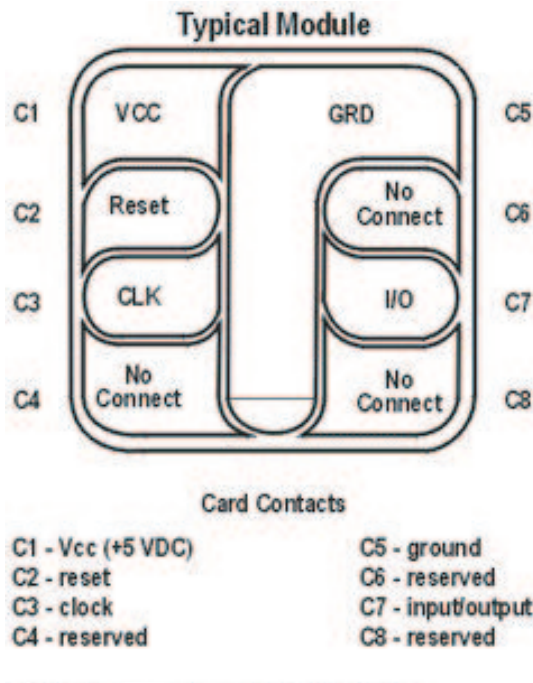 Typical Module
C1 VCC GRD C5
C2 Reset No Connect C6
C3 CLK I/O C7
C4 No Connect No Connect C8
Card Contacts
C1 - Vcc (+5 VDC) C5 - ground
C2 - reset C6 - reserved
C3 - clock C7 - input/output
C4 - reserved C8 - reserved